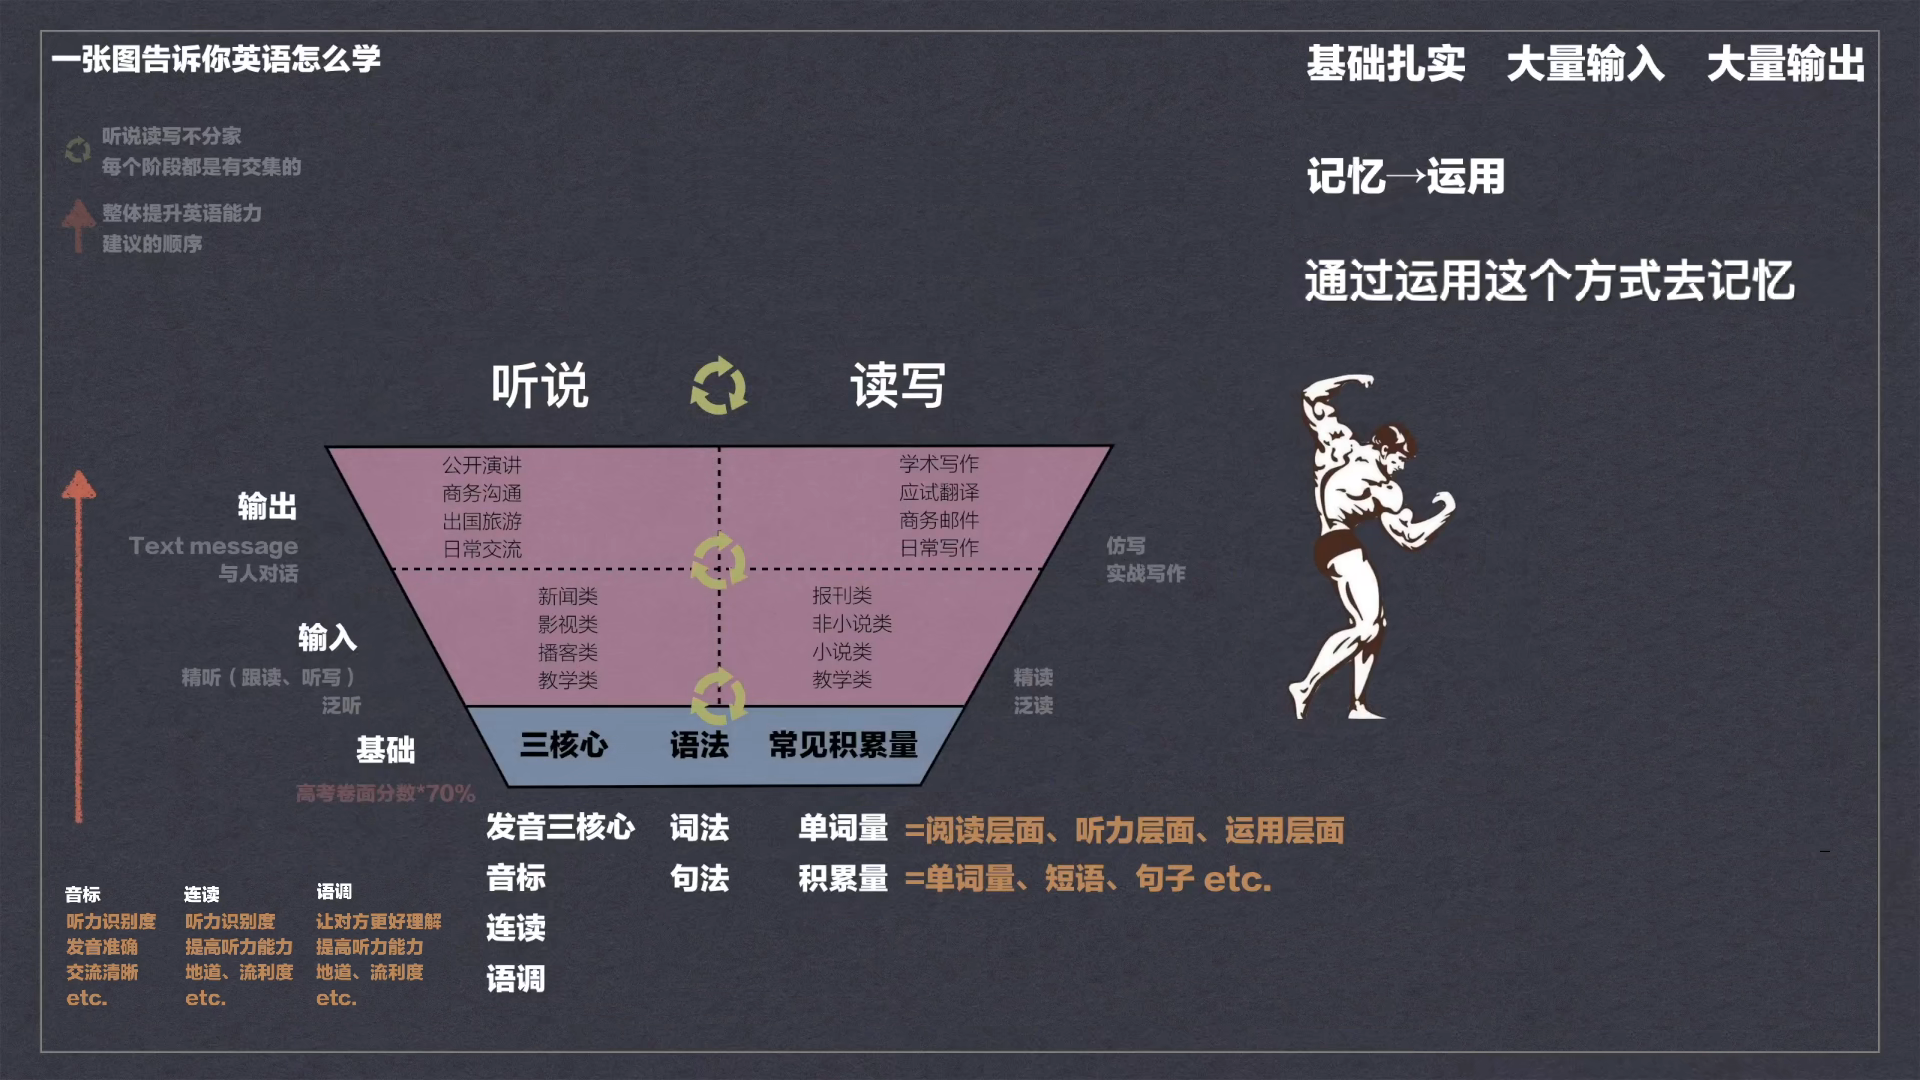 一张图告诉你英语怎么学
基础扎实 大量输入 大量输出
听说读写不分家
每个阶段都是有交集的
整体提升英语能力
建议的顺序
记忆→运用
通过运用这个方式去记忆
听说
读写
输出
Text message
与人对话
公开演讲
商务沟通
出国旅游
日常交流
学术写作
应试翻译
商务邮件
日常写作
仿写
实战写作
输入
精听（跟读、听写）
泛听
新闻类
影视类
播客类
教学类
报刊类
非小说类
小说类
教学类
精读
泛读
基础
高考卷面分数*70%
三核心 语法 常见积累量
发音三核心 词法 单词量 =阅读层面、听力层面、运用层面
音标 句法 积累量 =单词量、短语、句子 etc.
连读
语调
音标
听力识别度
发音准确
交流清晰
etc.
连读
听力识别度
提高听力能力
地道、流利度
etc.
语调
让对方更好理解
提高听力能力
地道、流利度
etc.